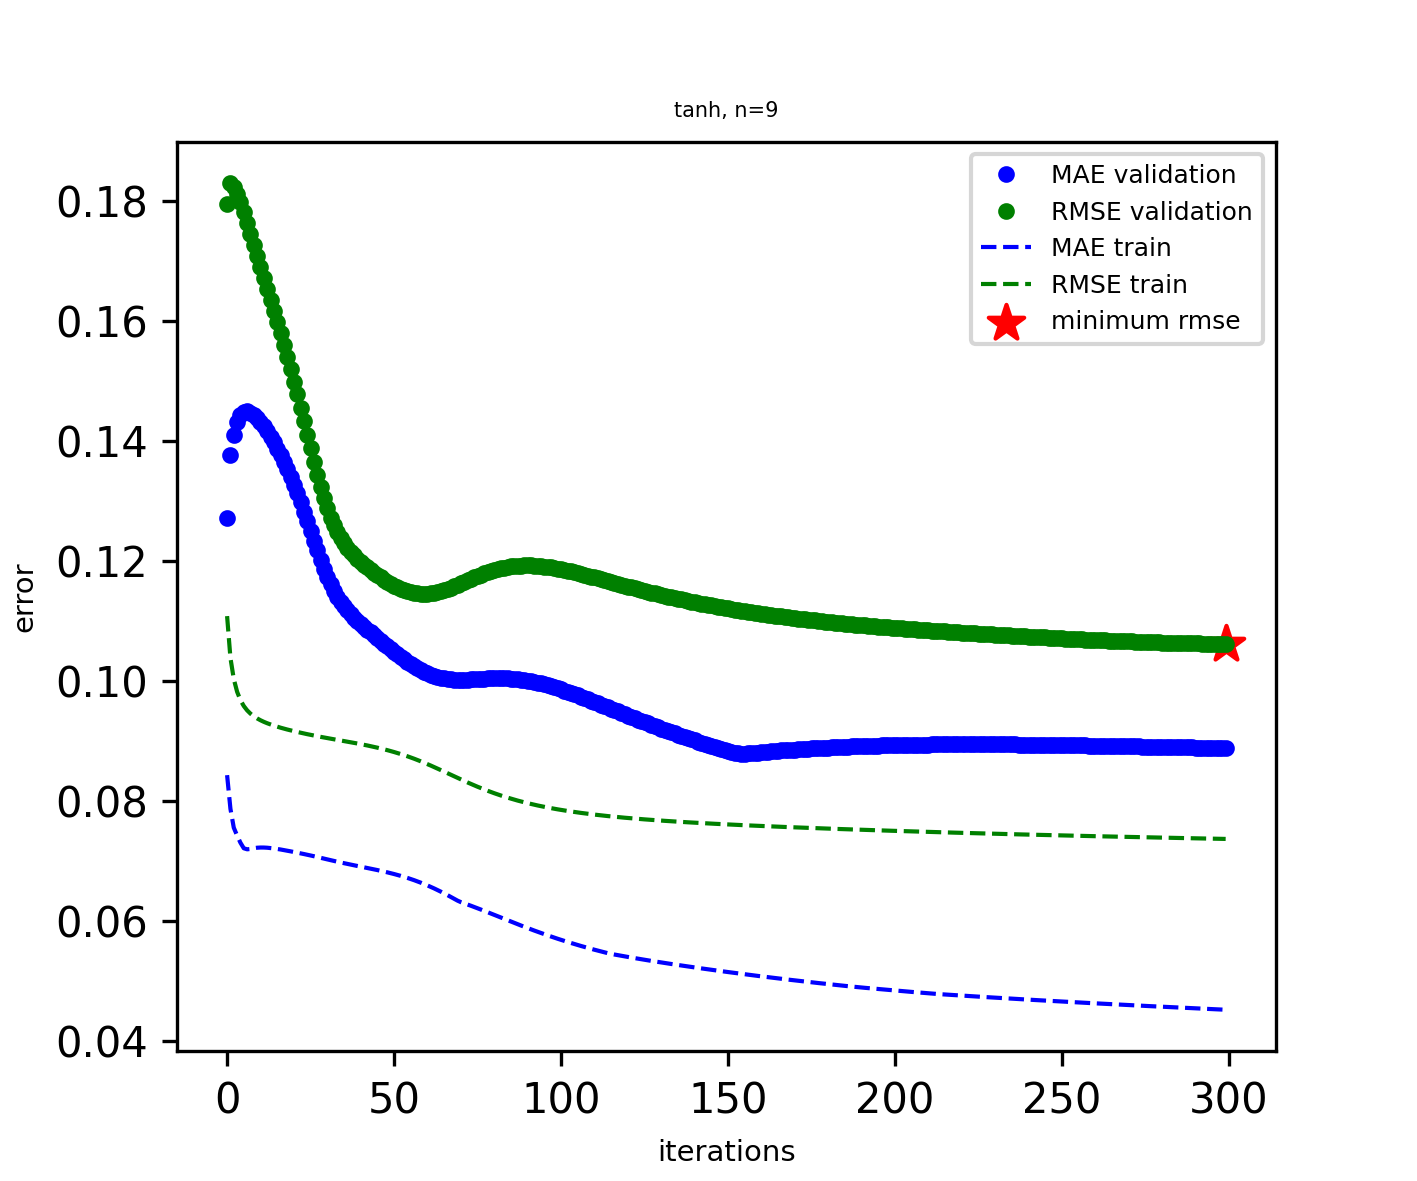 tanh, n=9
MAE validation
RMSE validation
MAE train
RMSE train
minimum rmse
error
0.18
0.16
0.14
0.12
0.10
0.08
0.06
0.04
0 50 100 150 200 250 300
iterations